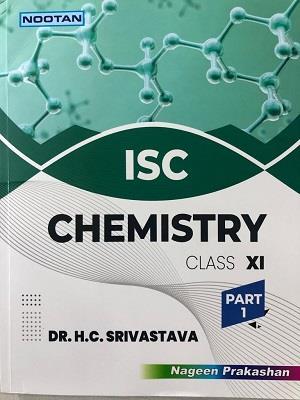 NOOTAN
ISC
CHEMISTRY
CLASS XI
PART
1
DR. H.C. SRIVASTAVA
Nageen Prakashan